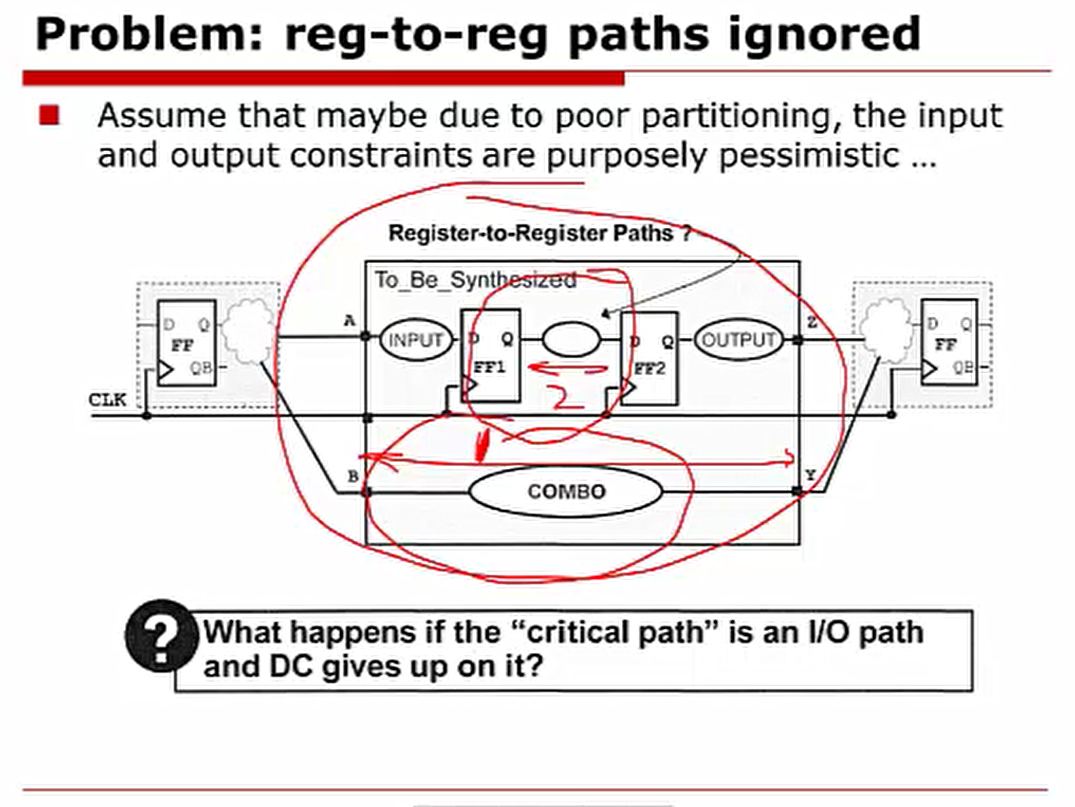 Problem: reg-to-reg paths ignored
Assume that maybe due to poor partitioning, the input
and output constraints are purposely pessimistic ...
Register-to-Register Paths ?
To_Be_Synthesized
A
INPUT
D
Q
FF1
D
Q
FF2
OUTPUT
Z
D
Q
FF
QB
CLK
2
D
Q
FF
QB
B
COMBO
Y
?
What happens if the “critical path” is an I/O path
and DC gives up on it?